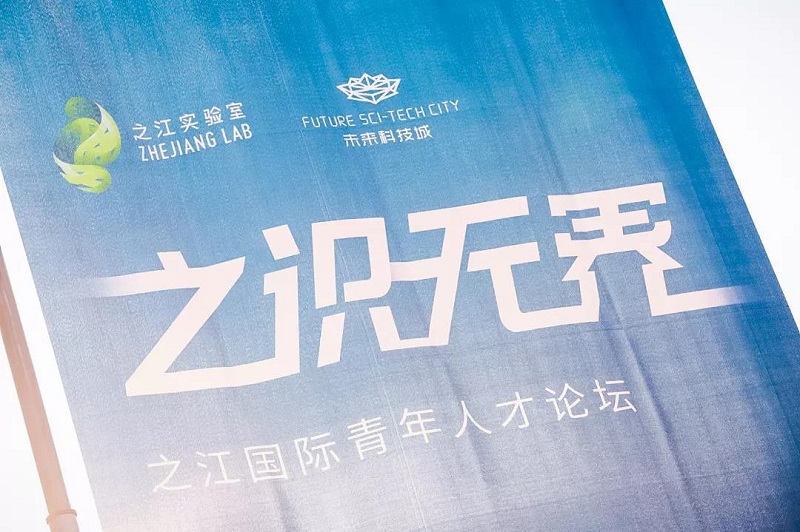 之江实验室
ZHEJIANG LAB
FUTURE SCI-TECH CITY
未来科技城
之识无界
之江国际青年人才论坛